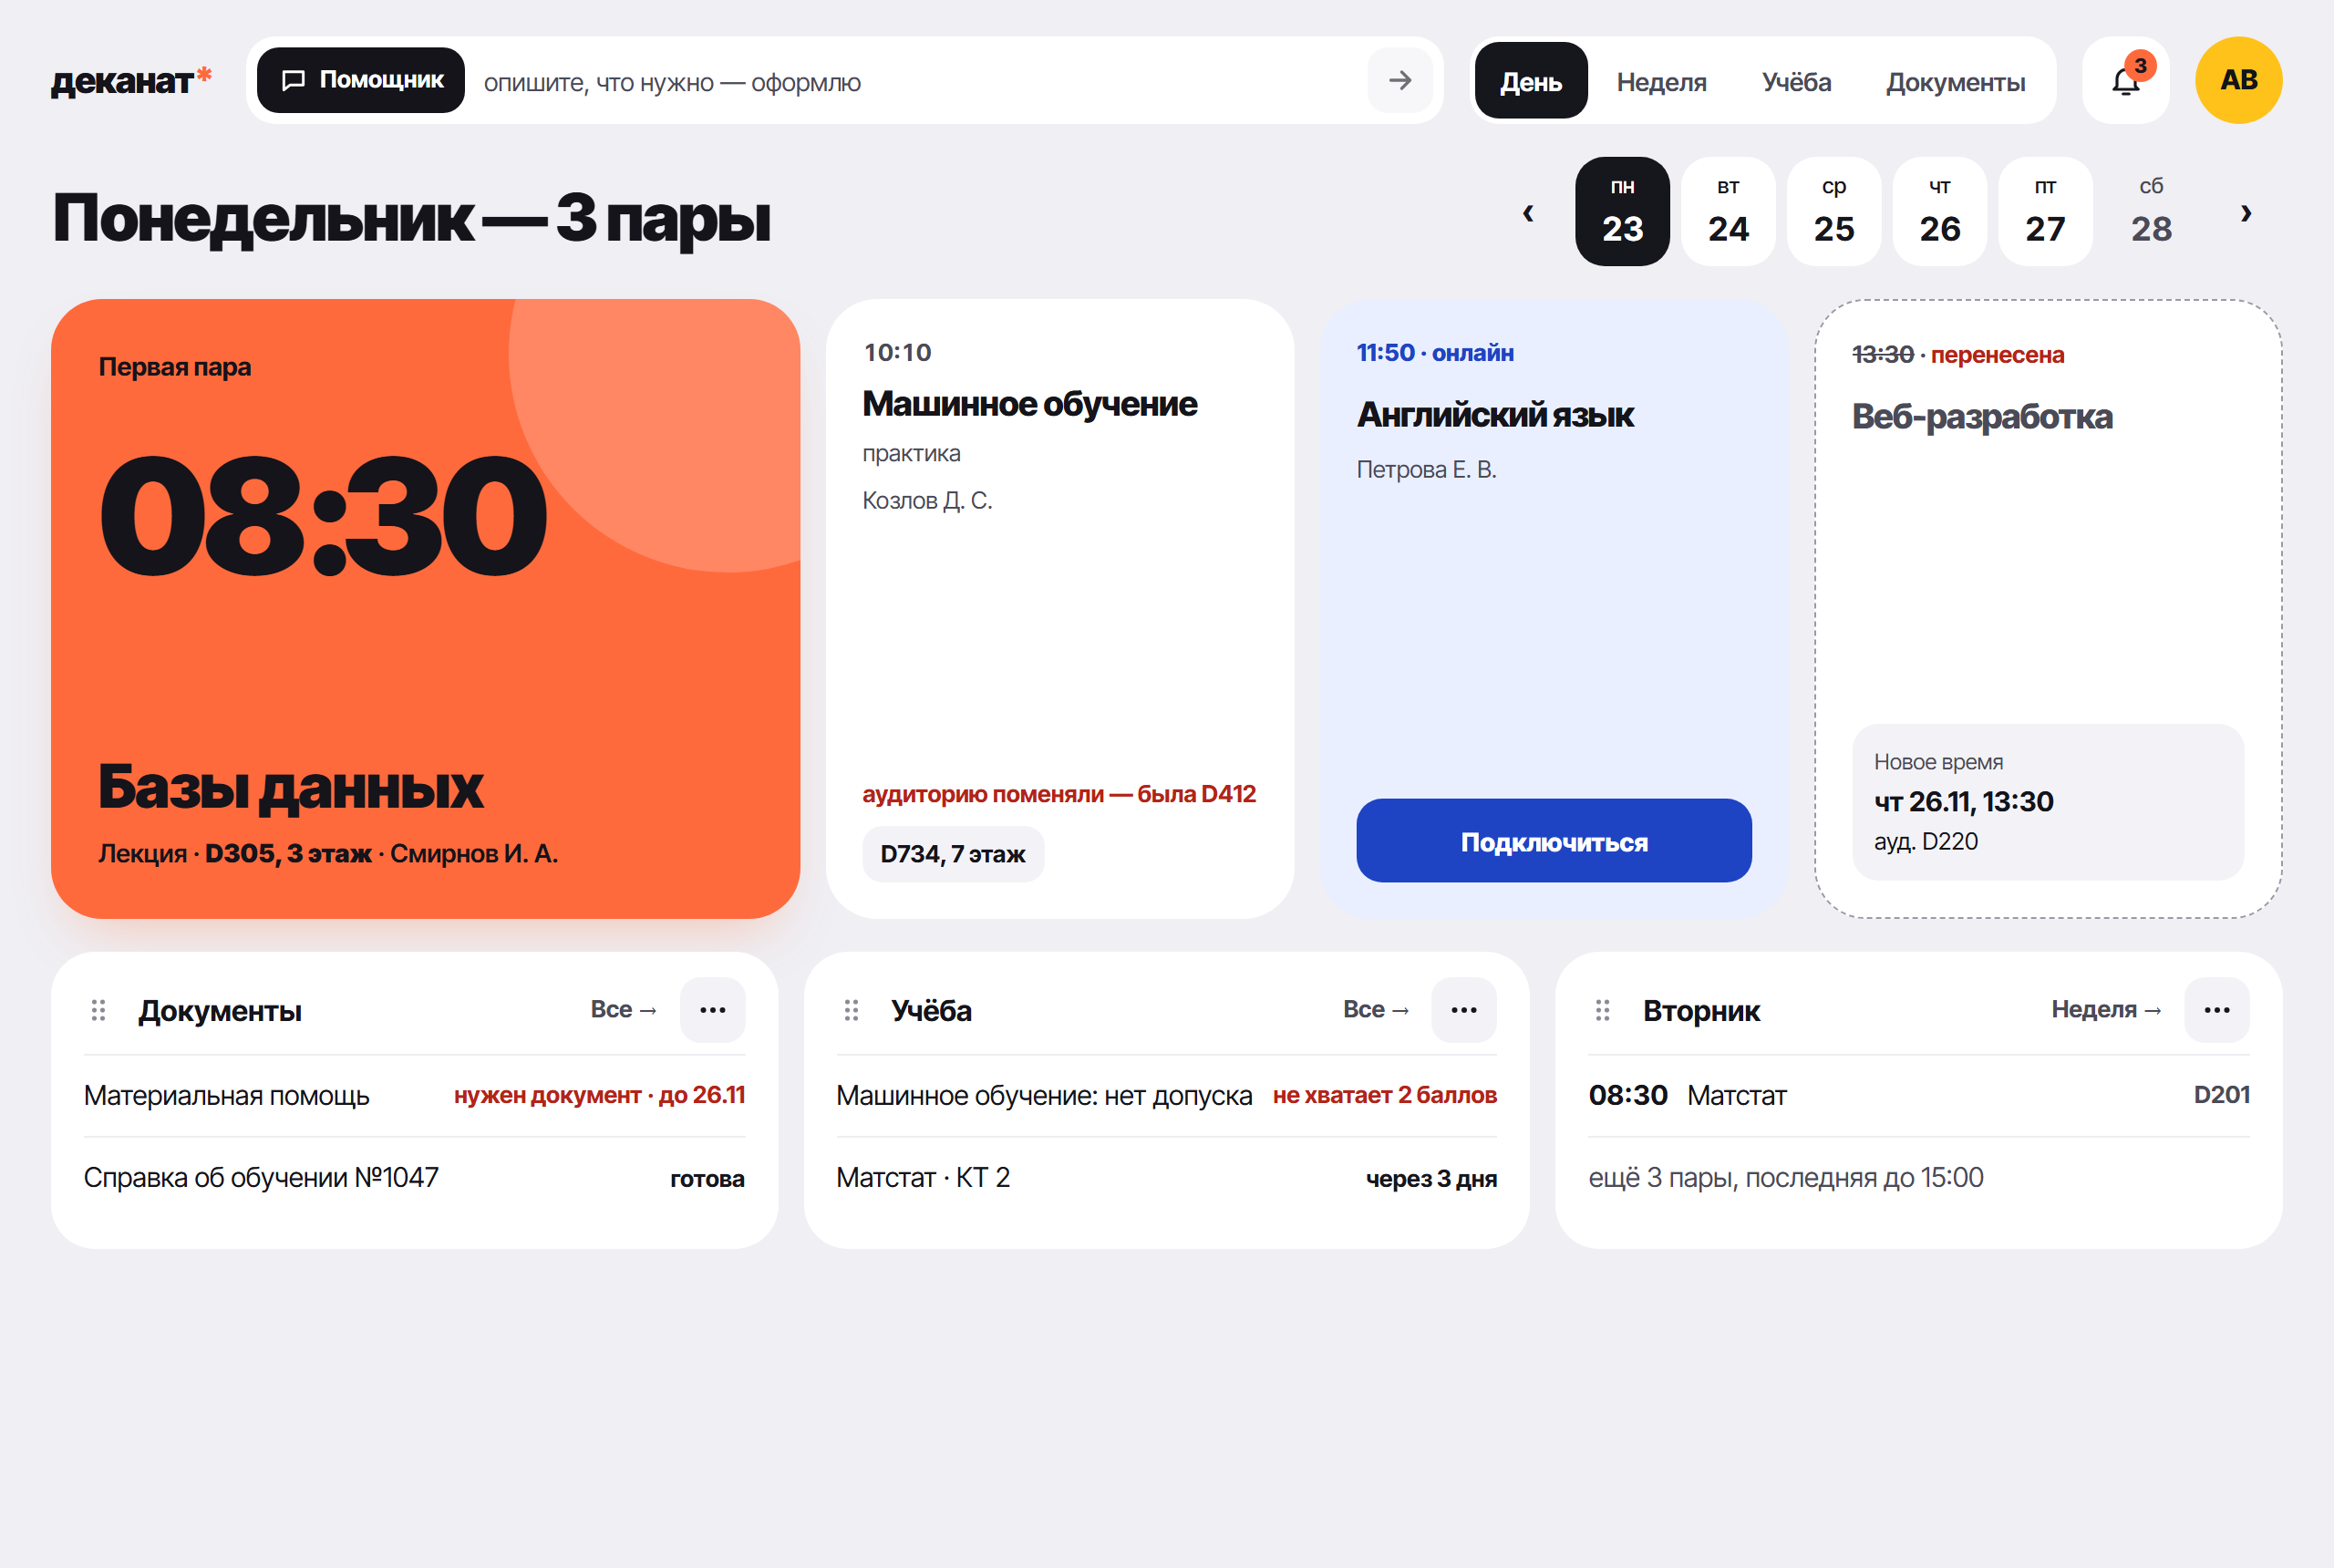 деканат*
Помощник
опишите, что нужно — оформлю
День
Неделя
Учёба
Документы
3
АВ
Понедельник — 3 пары
‹
пн
23
вт
24
ср
25
чт
26
пт
27
сб
28
›
Первая пара
08:30
Базы данных
Лекция · D305, 3 этаж · Смирнов И. А.
10:10
Машинное обучение
практика
Козлов Д. С.
аудиторию поменяли — была D412
D734, 7 этаж
11:50 · онлайн
Английский язык
Петрова Е. В.
Подключиться
13:30 · перенесена
Веб-разработка
Новое время
чт 26.11, 13:30
ауд. D220
Документы
Все →
Материальная помощь
нужен документ · до 26.11
Справка об обучении №1047
готова
Учёба
Все →
Машинное обучение: нет допуска
не хватает 2 баллов
Матстат · КТ 2
через 3 дня
Вторник
Неделя →
08:30 Матстат
D201
ещё 3 пары, последняя до 15:00